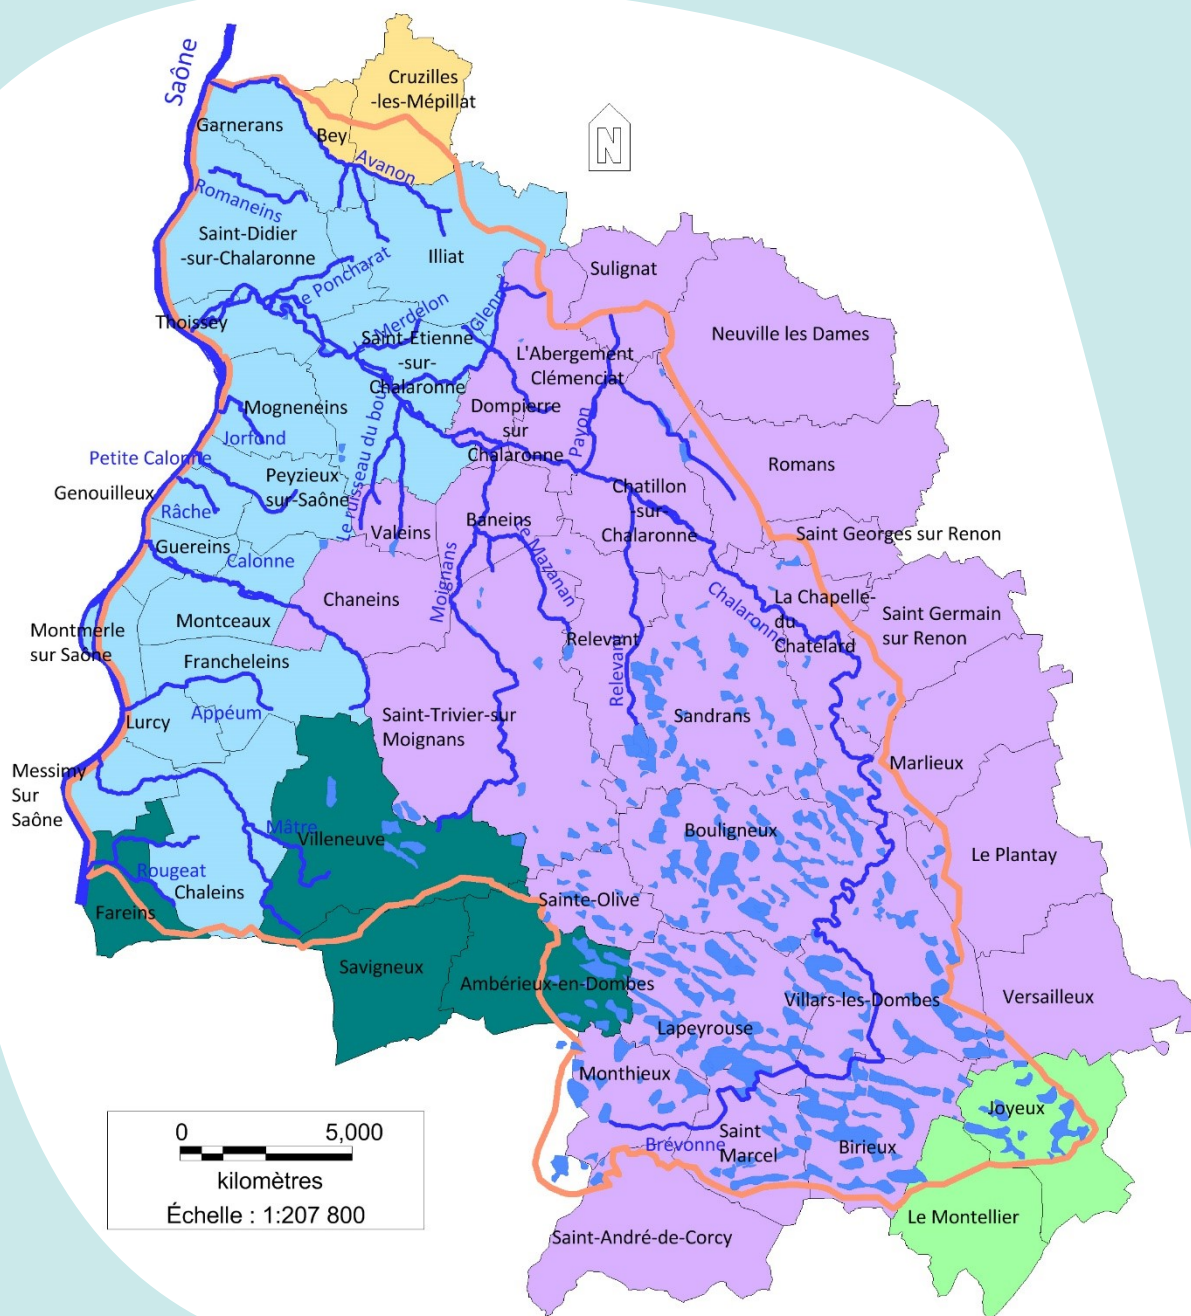 Saône
Cruzilles
-les-Mépillat
Garnerans
Bey
N
Avanon
Romaneins
Saint-Didier
-sur-Chalaronne
Illiat
Sulignat
Le Poncharat
Glenne
Thoissey
Merdelon
Neuville les Dames
Saint-Etienne
-sur-
Chalaronne
L'Abergement
Clémenciat
Mogneneins
Dompierre
sur
Chalaronne
Jorfond
Payon
Petite Calonne
Romans
Le ruisseau du bourg
Peyzieux
-sur-Saône
Genouilleux
Chatillon
-sur-
Chalaronne
Râche
Valeins
Baneins
Saint Georges sur Renon
Guereins
Calonne
Le Mazanan
Moignans
Chaneins
Chalaronne
La Chapelle-
du
Chatelard
Saint Germain
sur Renon
Montmerle
sur Saône
Montceaux
Relevant
Francheleins
Relevant
Appéum
Lurcy
Saint-Trivier-sur
Moignans
Sandrans
Marlieux
Messimy
Sur
Saône
Mâtre
Villeneuve
Bouligneux
Le Plantay
Rougeat
Chaleins
Sainte-Olive
Fareins
Savigneux
Ambérieux-en-Dombes
Villars-les-Dombes
Versailleux
Lapeyrouse
Monthieux
Joyeux
Brévonne
Saint
Marcel
Birieux
Le Montellier
Saint-André-de-Corcy
0 5,000
kilomètres
Échelle : 1:207 800